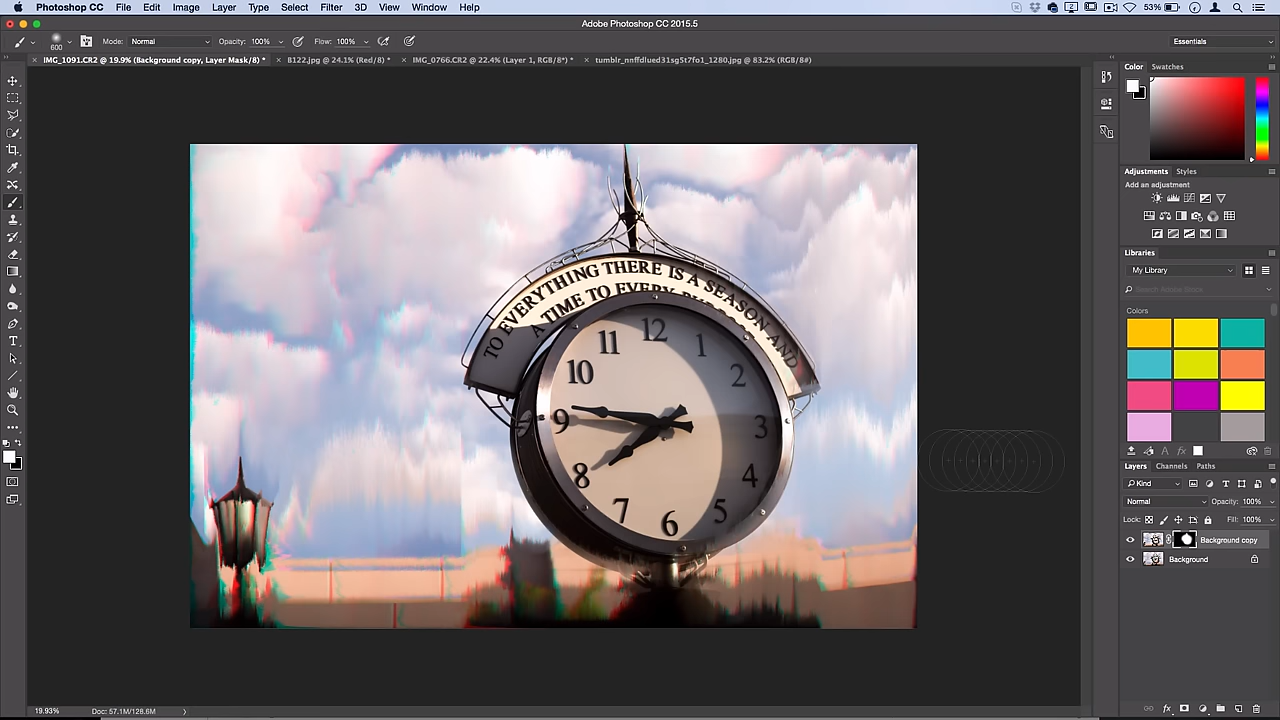 Photoshop CC File Edit Image Layer Type Select Filter 3D View Window Help 53%
Adobe Photoshop CC 2015.5
600 Mode: Normal Opacity: 100% Flow: 100% Essentials
IMG_1091.CR2 @ 19.9% (Background copy, Layer Mask/8) * B122.jpg @ 24.1% (Red/8) * IMG_0766.CR2 @ 22.4% (Layer 1, RGB/8*) * tumblr_nnffdlued31sg5t7fo1_1280.jpg @ 83.2% (RGB/8#)
Color Swatches
Adjustments Styles
Add an adjustment
Libraries
My Library
Search Adobe Stock
Colors
TO EVERYTHING THERE IS A SEASON AND
A TIME TO EVERY
12
11 1
10 2
9 3
8 4
7 5
6
Layers Channels Paths
Kind
Normal Opacity: 100%
Lock: Fill: 100%
Background copy
Background
19.93% Doc: 57.1M/128.6M